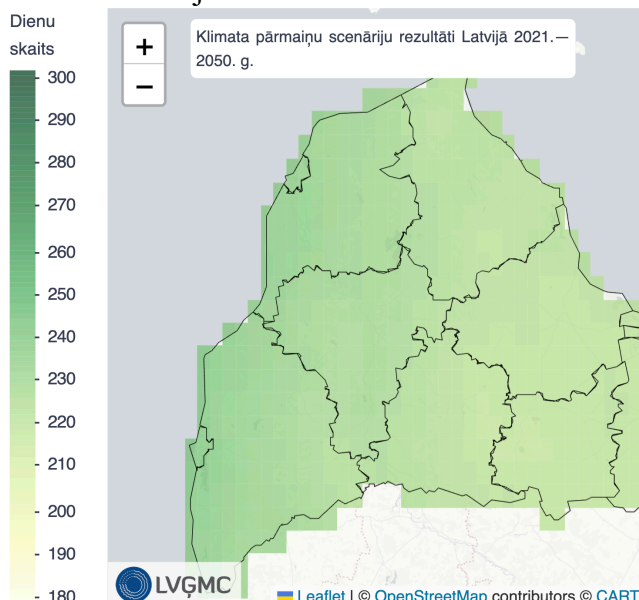 Dienu
skaits
300
290
280
270
260
250
240
230
220
210
200
190
180
+
−
Klimata pārmaiņu scenāriju rezultāti Latvijā 2021.—
2050. g.
LVĢMC
Leaflet | © OpenStreetMap contributors © CART